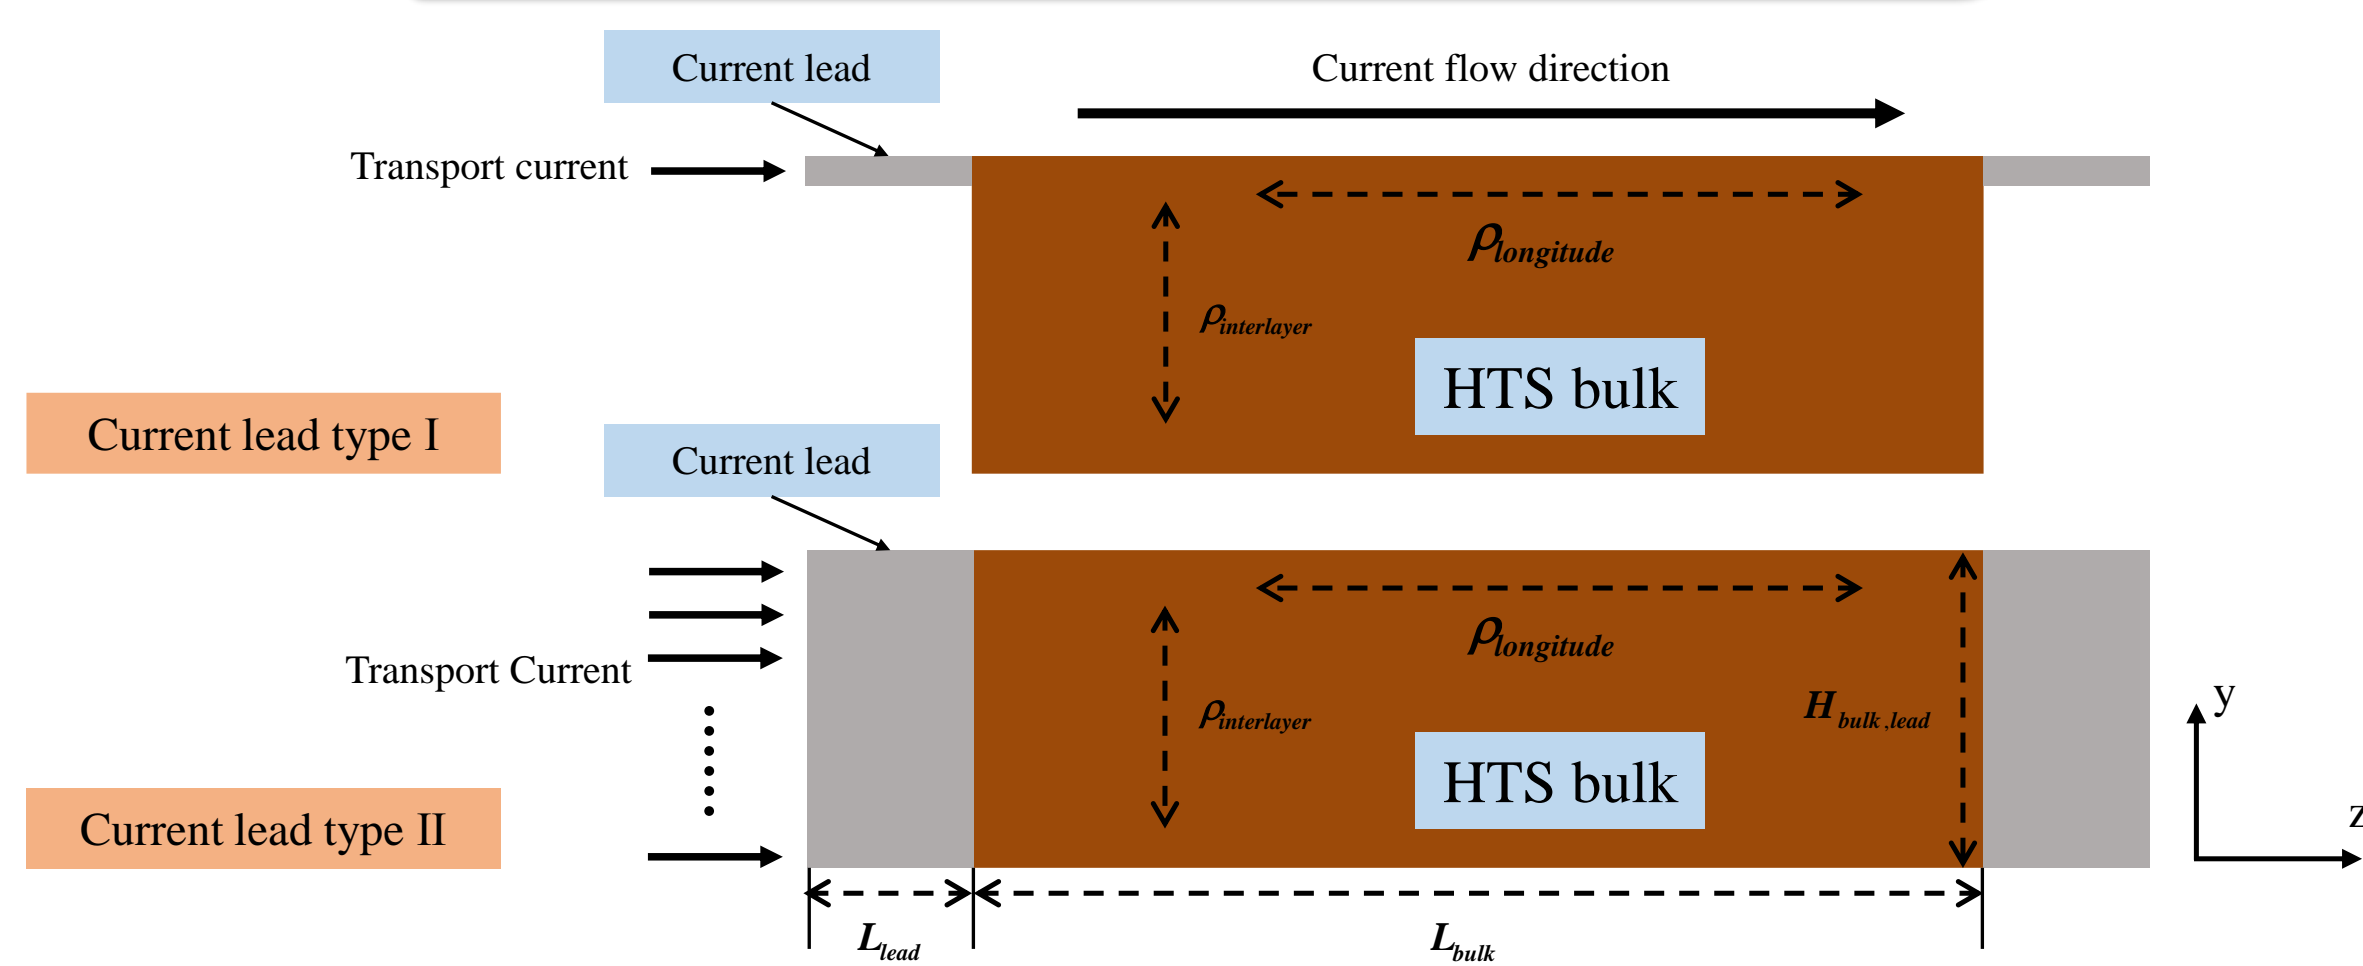 Current lead
Current flow direction
Transport current
ρlongitude
ρinterlayer
HTS bulk
Current lead type I
Current lead
ρlongitude
Transport Current
ρinterlayer
Hbulk,lead
y
HTS bulk
Current lead type II
z
Llead
Lbulk